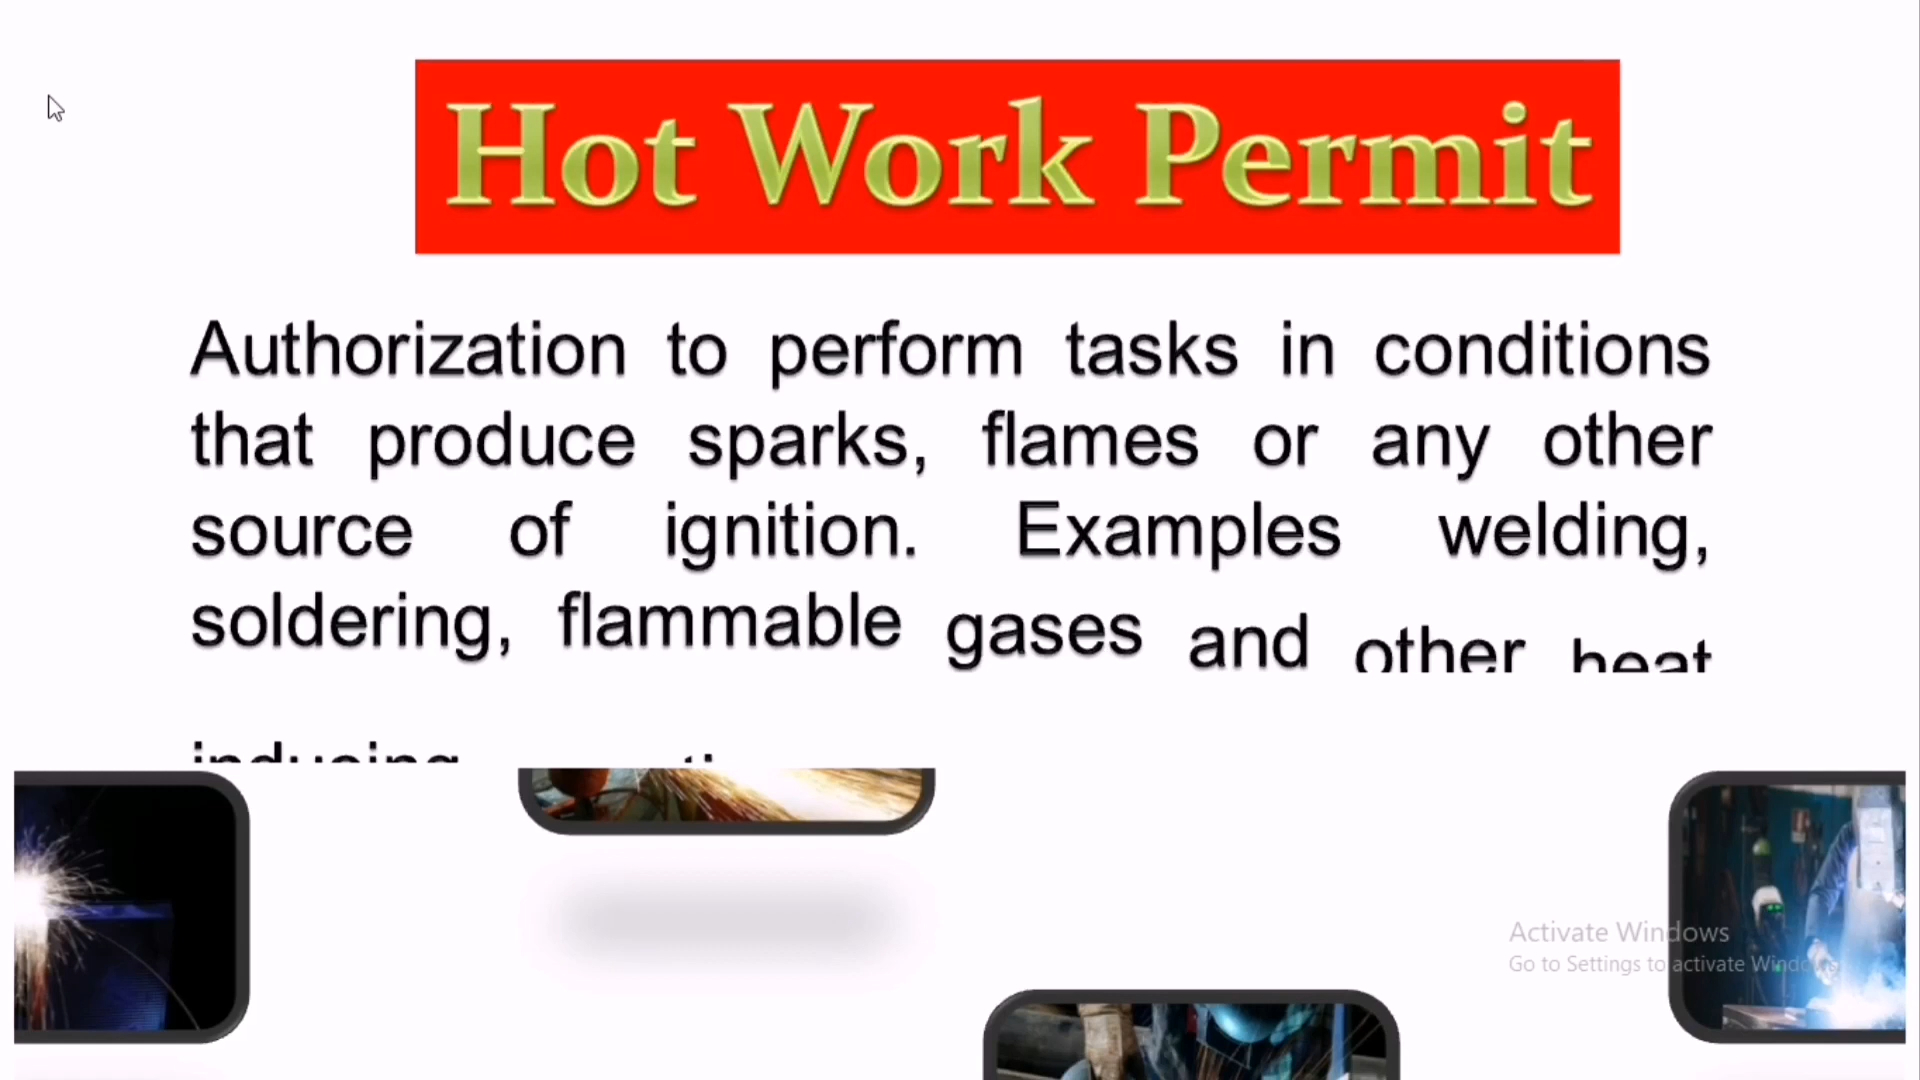 Hot Work Permit
Authorization to perform tasks in conditions
that produce sparks, flames or any other
source of ignition. Examples welding,
soldering, flammable gases and other heat
inducing
Activate Windows
Go to Settings to activate Windows.